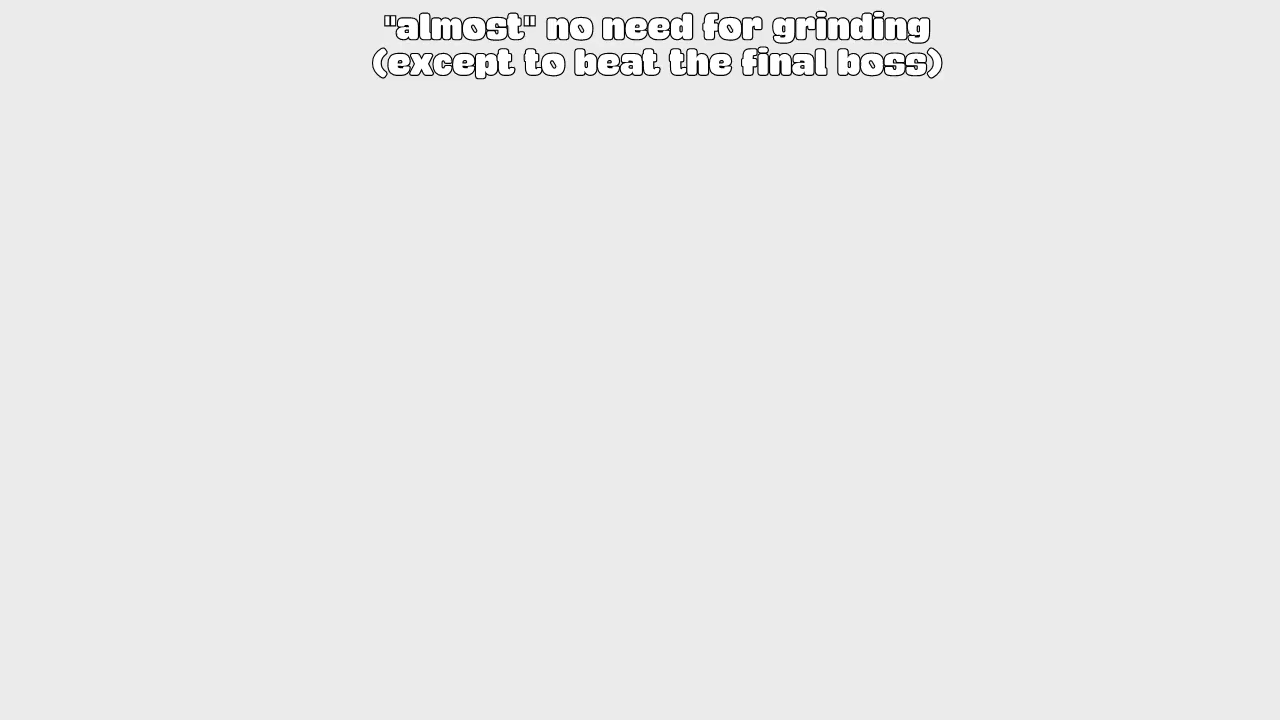 "almost" no need for grinding
(except to beat the final boss)